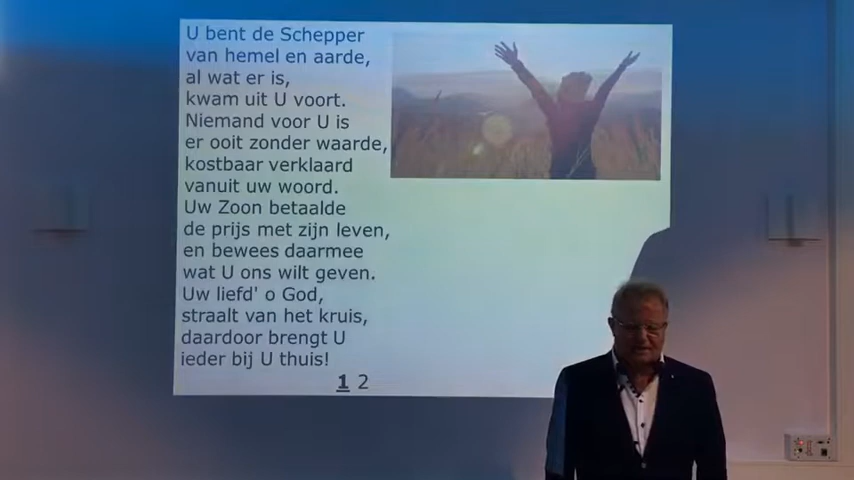 U bent de Schepper
van hemel en aarde,
al wat er is,
kwam uit U voort.
Niemand voor U is
er ooit zonder waarde,
kostbaar verklaard
vanuit uw woord.
Uw Zoon betaalde
de prijs met zijn leven,
en bewees daarmee
wat U ons wilt geven.
Uw liefd' o God,
straalt van het kruis,
daardoor brengt U
ieder bij U thuis!
1 2